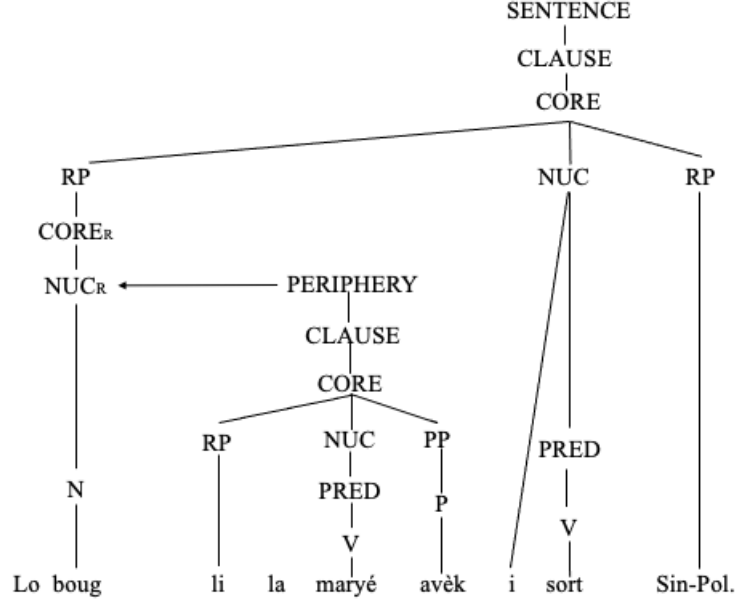 SENTENCE
CLAUSE
CORE
RP NUC RP
CORER
NUCR PERIPHERY
CLAUSE
CORE
RP NUC PP
PRED
N PRED P
V V
Lo boug li la maryé avèk i sort Sin-Pol.